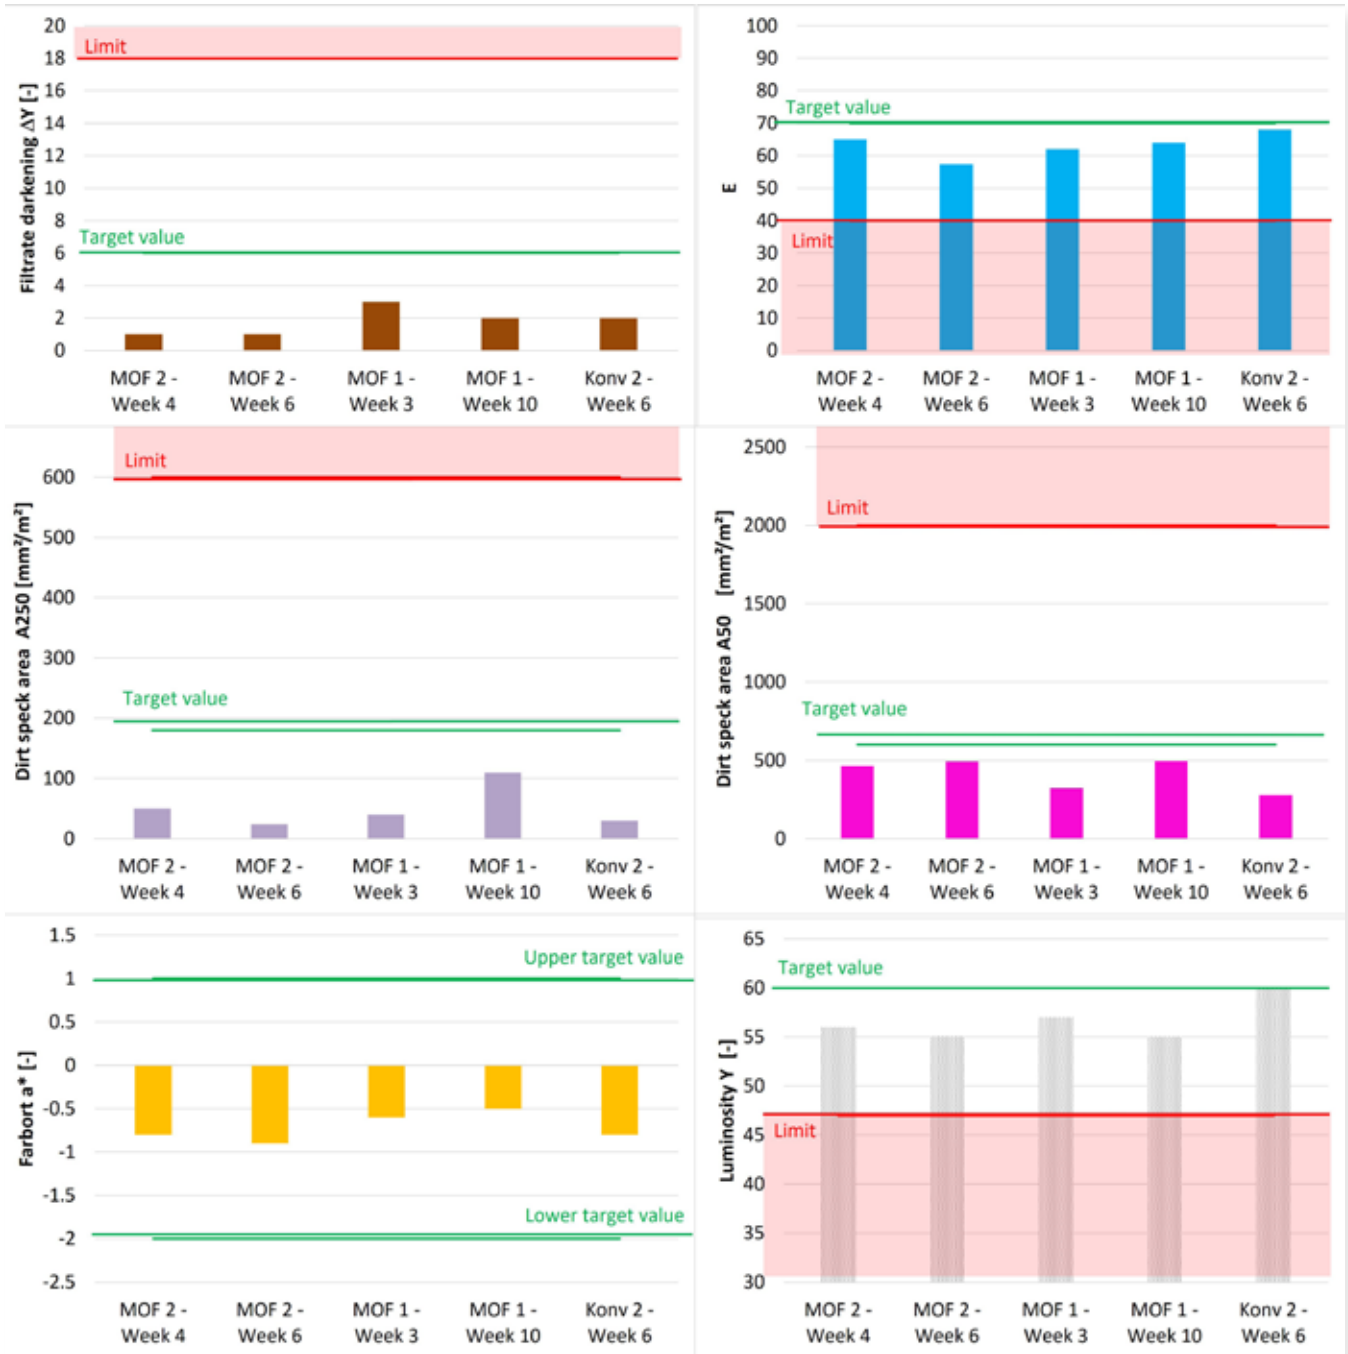 20
Limit
18
16
14
12
10
8
Target value
6
4
2
0
Filtrate darkening ΔY [-]
MOF 2 -
Week 4
MOF 2 -
Week 6
MOF 1 -
Week 3
MOF 1 -
Week 10
Konv 2 -
Week 6
100
90
80
Target value
70
60
50
40
Limit
30
20
10
0
E
MOF 2 -
Week 4
MOF 2 -
Week 6
MOF 1 -
Week 3
MOF 1 -
Week 10
Konv 2 -
Week 6
Limit
600
500
400
300
Target value
200
100
0
Dirt speck area A250 [mm²/m²]
MOF 2 -
Week 4
MOF 2 -
Week 6
MOF 1 -
Week 3
MOF 1 -
Week 10
Konv 2 -
Week 6
2500
Limit
2000
1500
1000
Target value
500
0
Dirt speck area A50 [mm²/m²]
MOF 2 -
Week 4
MOF 2 -
Week 6
MOF 1 -
Week 3
MOF 1 -
Week 10
Konv 2 -
Week 6
1.5
Upper target value
1
0.5
0
-0.5
-1
-1.5
Lower target value
-2
-2.5
Farbort a* [-]
MOF 2 -
Week 4
MOF 2 -
Week 6
MOF 1 -
Week 3
MOF 1 -
Week 10
Konv 2 -
Week 6
65
Target value
60
55
50
45
Limit
40
35
30
Luminosity Y [-]
MOF 2 -
Week 4
MOF 2 -
Week 6
MOF 1 -
Week 3
MOF 1 -
Week 10
Konv 2 -
Week 6